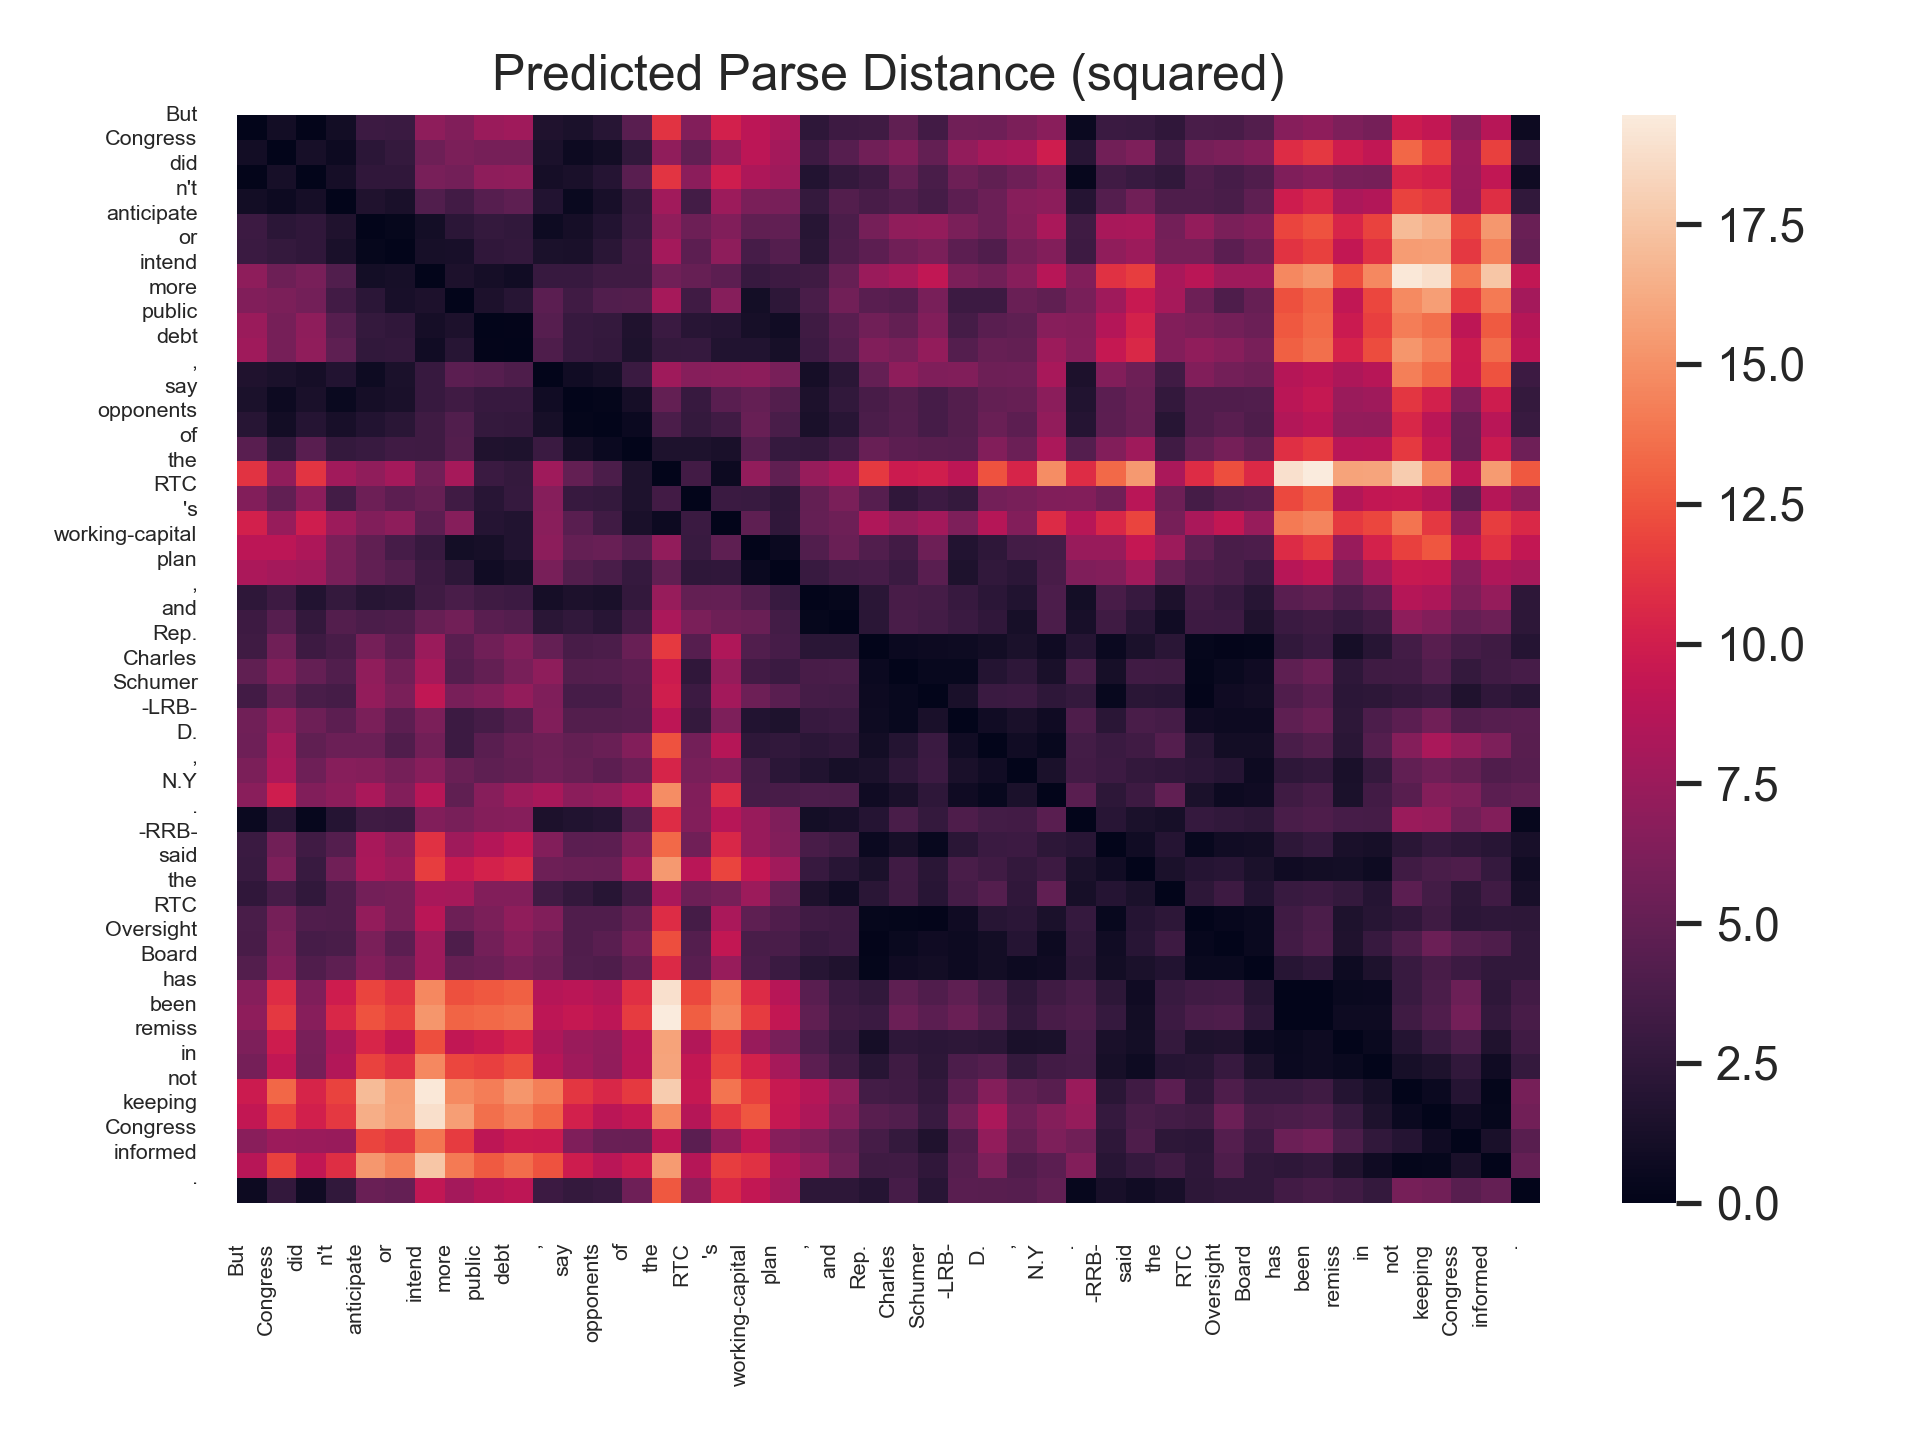 Predicted Parse Distance (squared)
But
Congress
did
n't
anticipate
or
intend
more
public
debt
,
say
opponents
of
the
RTC
's
working-capital
plan
,
and
Rep.
Charles
Schumer
-LRB-
D.
,
N.Y
.
-RRB-
said
the
RTC
Oversight
Board
has
been
remiss
in
not
keeping
Congress
informed
.
But
Congress
did
n't
anticipate
or
intend
more
public
debt
,
say
opponents
of
the
RTC
's
working-capital
plan
,
and
Rep.
Charles
Schumer
-LRB-
D.
,
N.Y
.
-RRB-
said
the
RTC
Oversight
Board
has
been
remiss
in
not
keeping
Congress
informed
.
17.5
15.0
12.5
10.0
7.5
5.0
2.5
0.0